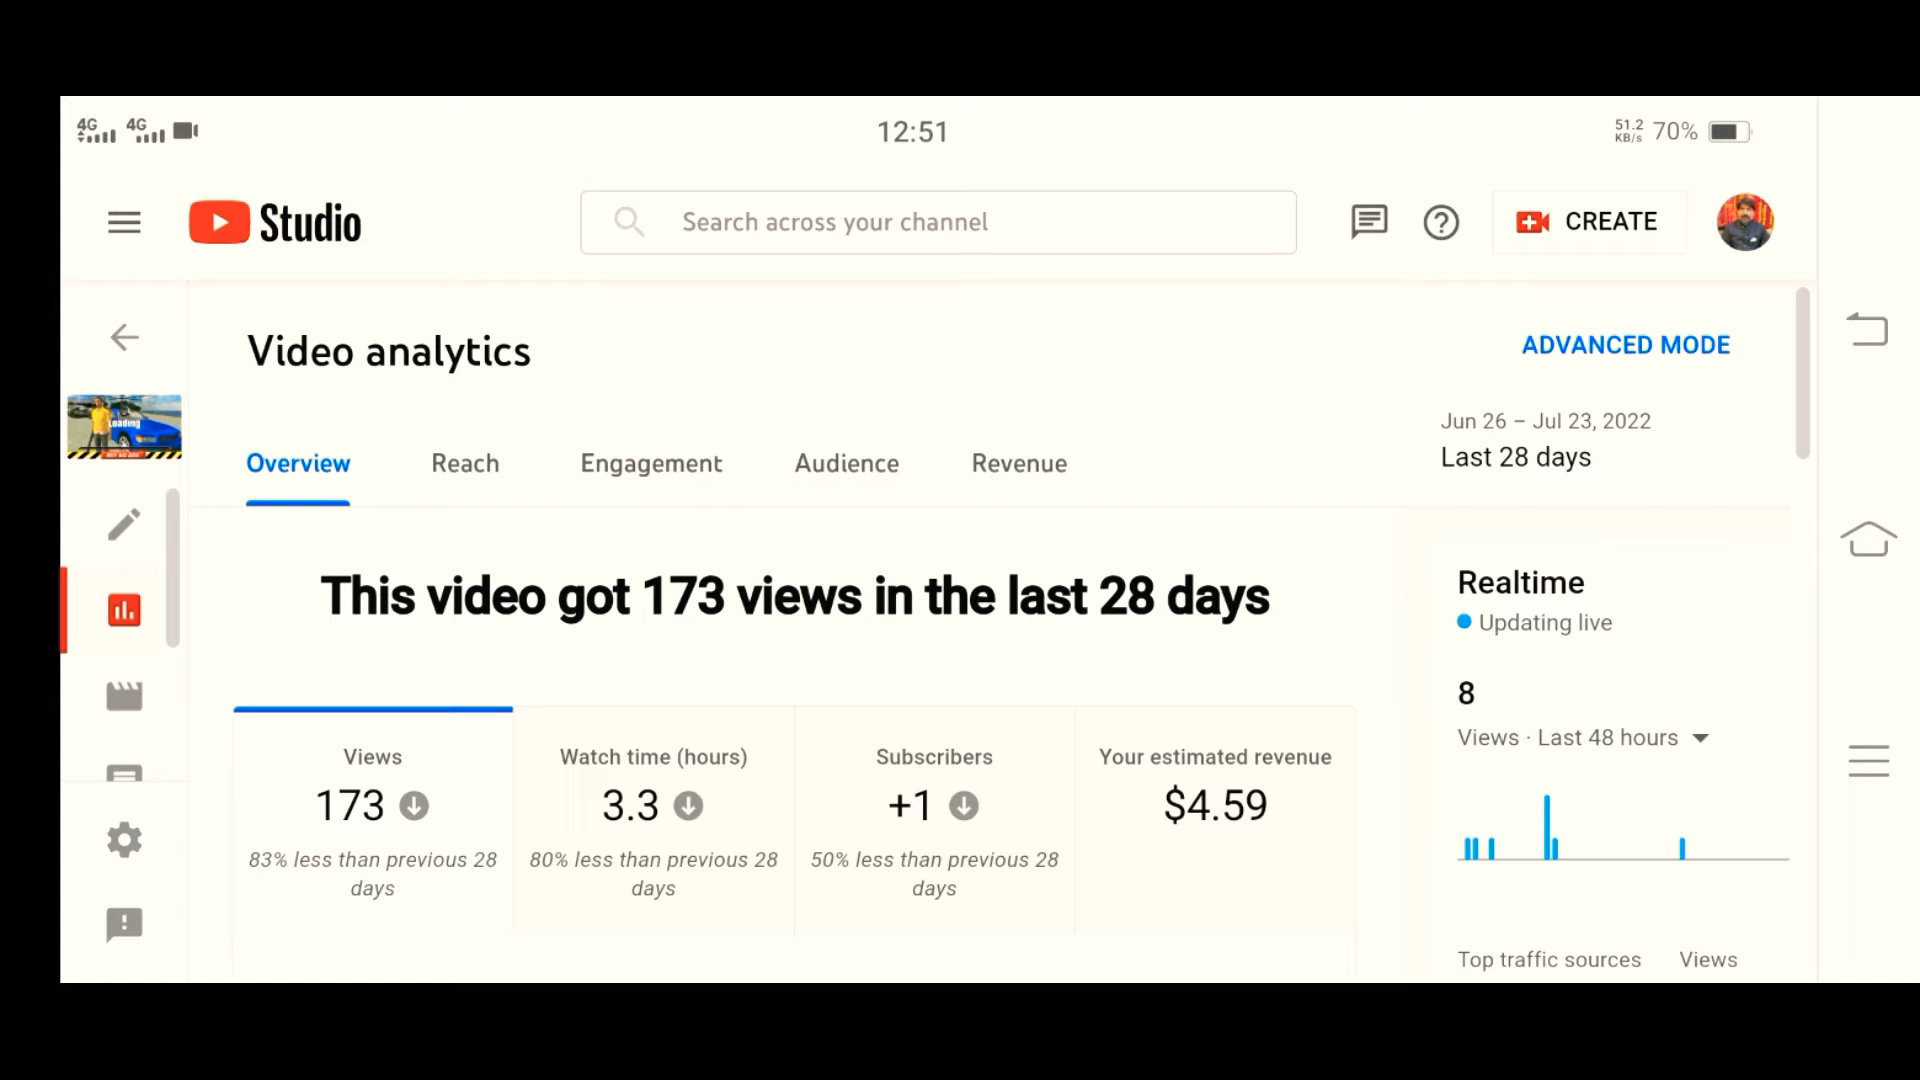 4G 4G
12:51
51.2
KB/s
70%
Studio
Search across your channel
CREATE
Video analytics
ADVANCED MODE
Jun 26 – Jul 23, 2022
Last 28 days
Loading
Overview
Reach
Engagement
Audience
Revenue
This video got 173 views in the last 28 days
Realtime
Updating live
8
Views · Last 48 hours
Views
173
83% less than previous 28
days
Watch time (hours)
3.3
80% less than previous 28
days
Subscribers
+1
50% less than previous 28
days
Your estimated revenue
$4.59
Top traffic sources
Views